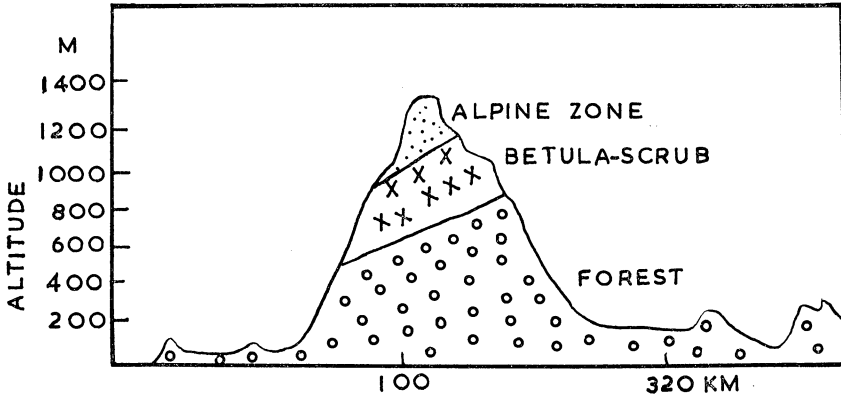 M
1400
1200
1000
800
600
400
200
ALTITUDE
ALPINE ZONE
BETULA-SCRUB
FOREST
100
320 KM